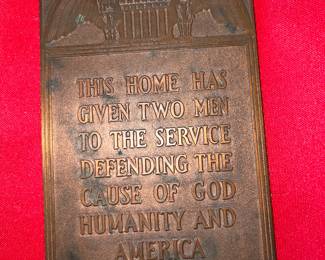 THIS HOME HAS
GIVEN TWO MEN
TO THE SERVICE
DEFENDING THE
CAUSE OF GOD
HUMANITY AND
AMERICA